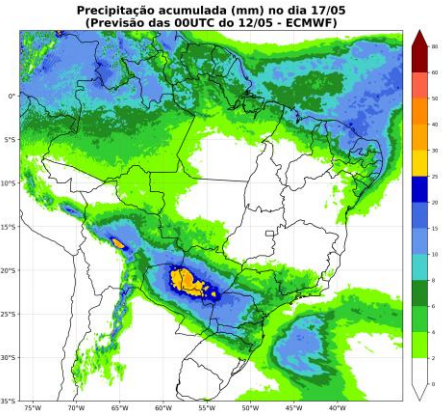 Precipitação acumulada (mm) no dia 17/05
(Previsão das 00UTC do 12/05 - ECMWF)
80
60
50
40
30
25
20
15
10
8
6
4
2
0
0°
5°S
10°S
15°S
20°S
25°S
30°S
35°S
75°W 70°W 65°W 60°W 55°W 50°W 45°W 40°W